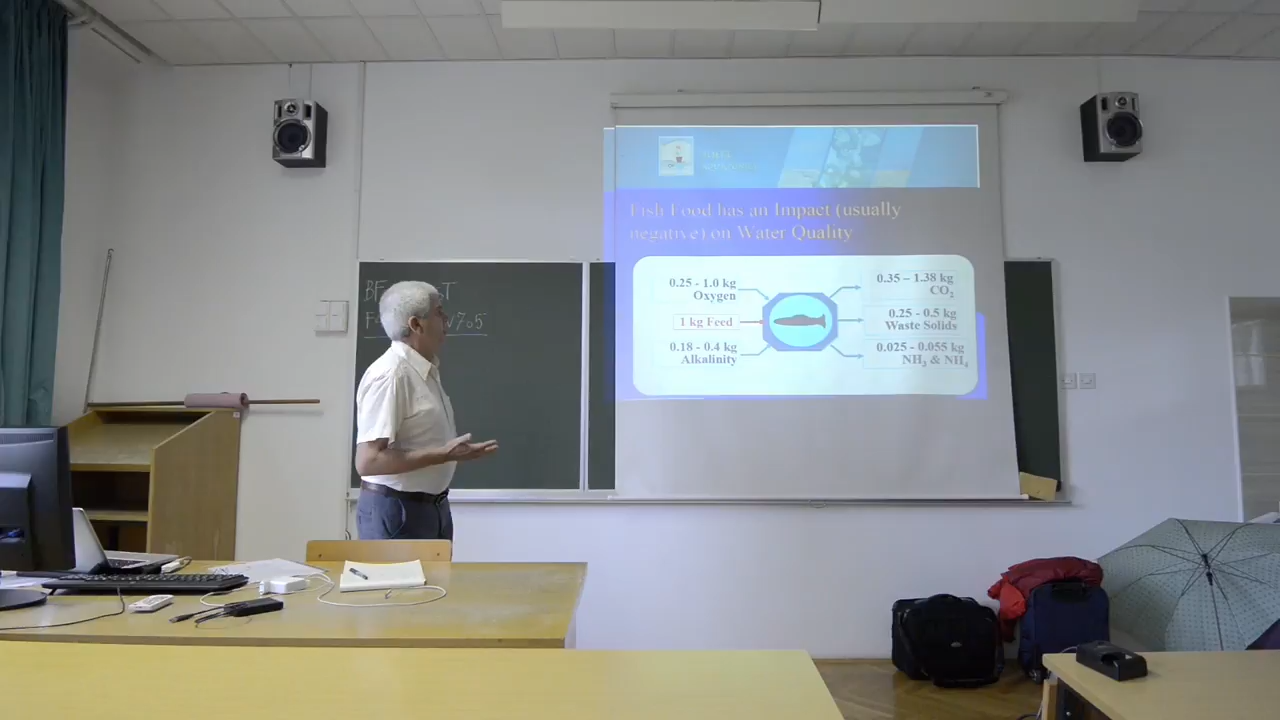 Fish Food has an Impact (usually
negative) on Water Quality
0.25 - 1.0 kg
Oxygen
1 kg Feed
0.18 - 0.4 kg
Alkalinity
0.35 – 1.38 kg
CO₂
0.25 - 0.5 kg
Waste Solids
0.025 - 0.055 kg
NH₃ & NH₄